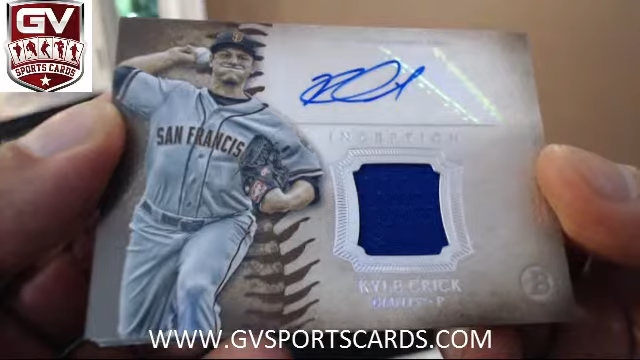 GV
SPORTS CARDS
SAN FRANCIS
INCEPTION
KYLE CRICK
GIANTS - P
B
WWW.GVSPORTSCARDS.COM